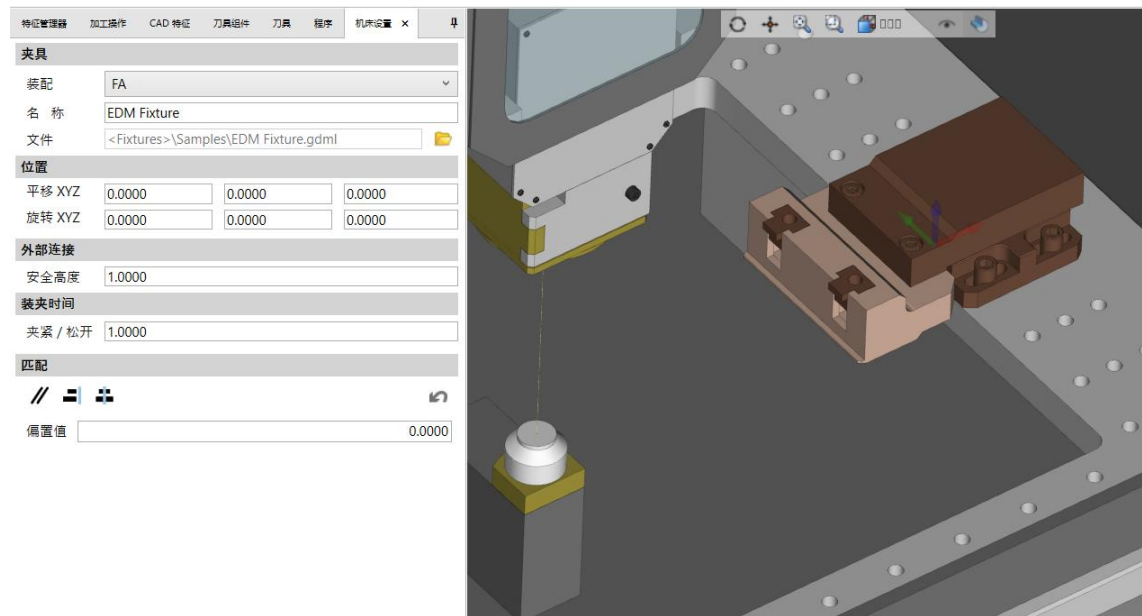 特征管理器 加工操作 CAD 特征 刀具组件 刀具 程序 机床设置
夹具
装配 FA
名 称 EDM Fixture
文件 <Fixtures>\Samples\EDM Fixture.gdml
位置
平移 XYZ 0.0000 0.0000 0.0000
旋转 XYZ 0.0000 0.0000 0.0000
外部连接
安全高度 1.0000
装夹时间
夹紧 / 松开 1.0000
匹配
偏置值 0.0000